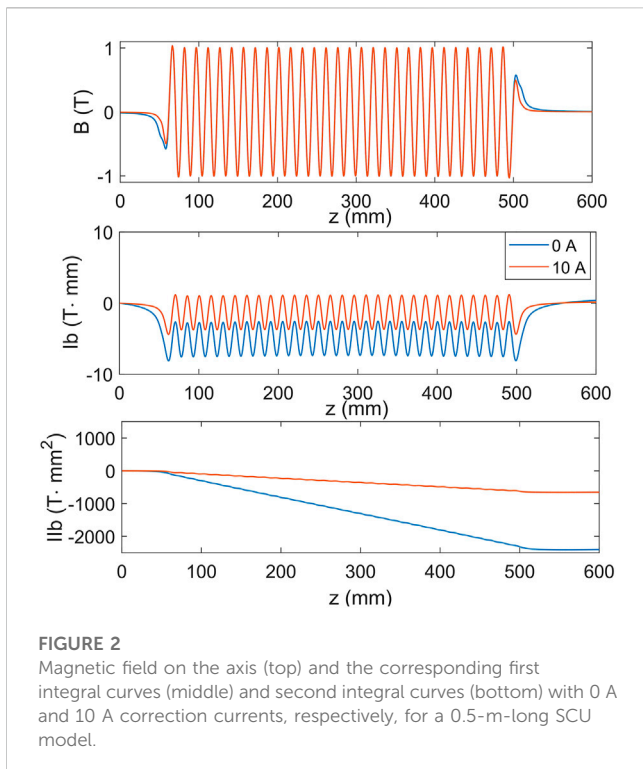 1
0
-1
B (T)
0 100 200 300 400 500 600
z (mm)
10
0
-10
Ib (T· mm)
0 A
10 A
0 100 200 300 400 500 600
z (mm)
1000
0
-1000
-2000
IIb (T· mm²)
0 100 200 300 400 500 600
z (mm)
FIGURE 2
Magnetic field on the axis (top) and the corresponding first
integral curves (middle) and second integral curves (bottom) with 0 A
and 10 A correction currents, respectively, for a 0.5-m-long SCU
model.